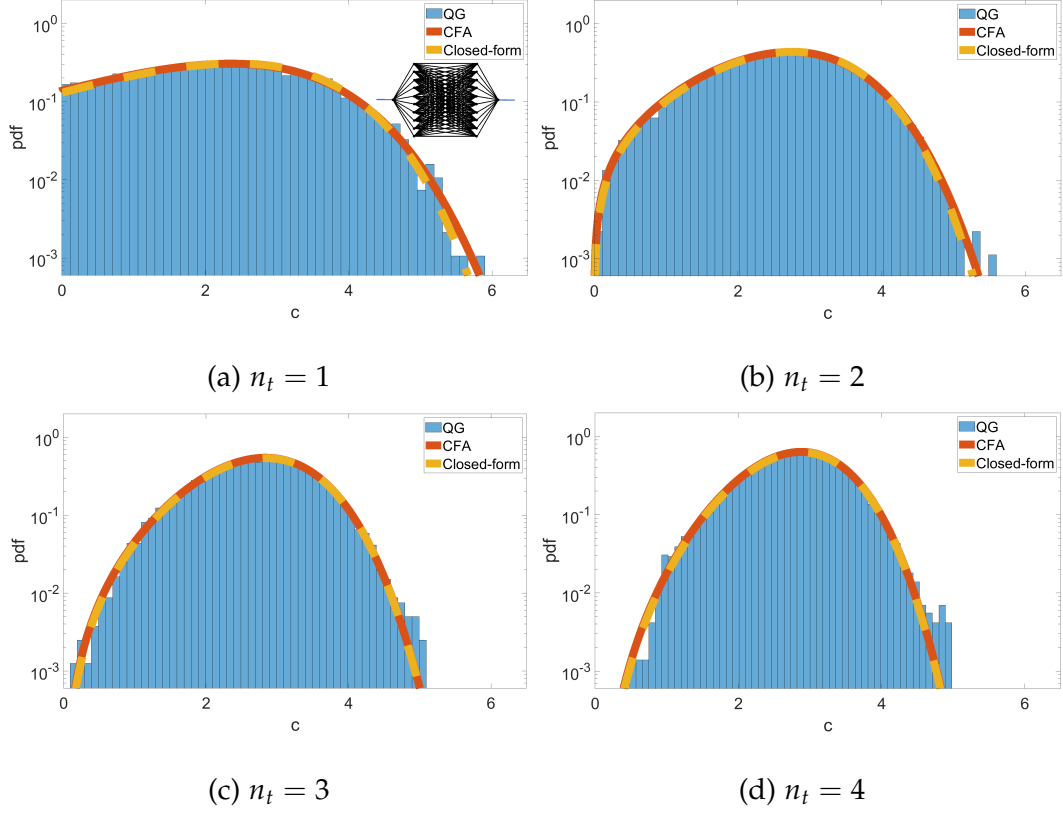 QG
CFA
Closed-form
10^0
10^-1
10^-2
10^-3
pdf
0 2 4 6
c
(a) n_t = 1
QG
CFA
Closed-form
10^0
10^-1
10^-2
10^-3
pdf
0 2 4 6
c
(b) n_t = 2
QG
CFA
Closed-form
10^0
10^-1
10^-2
10^-3
pdf
0 2 4 6
c
(c) n_t = 3
QG
CFA
Closed-form
10^0
10^-1
10^-2
10^-3
pdf
0 2 4 6
c
(d) n_t = 4